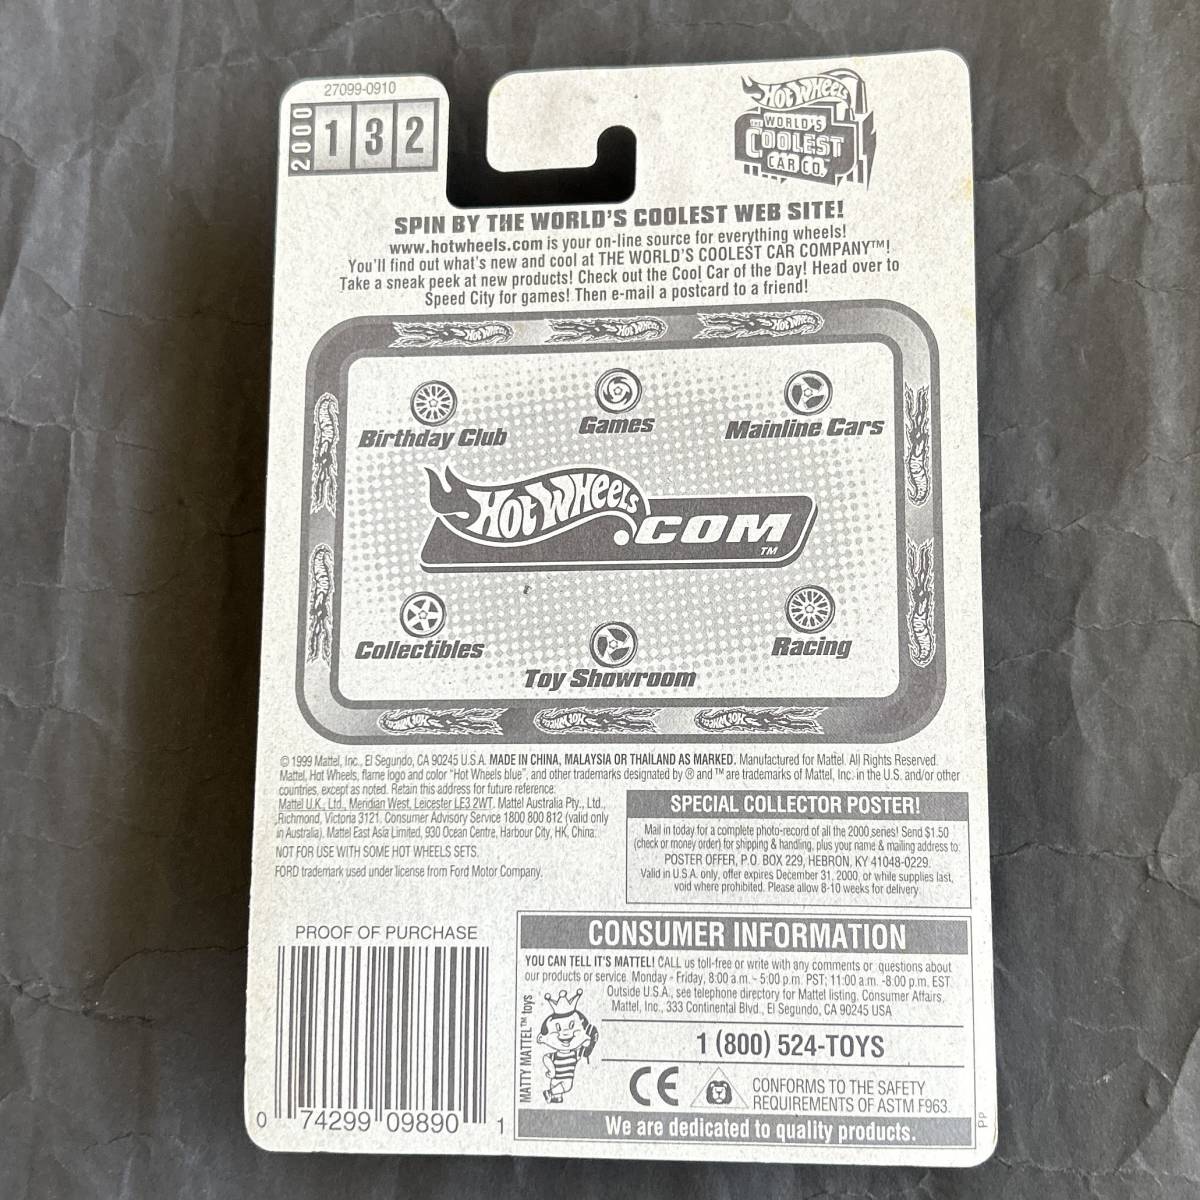 27099-0910
2000
1 3 2
HOT WHEELS
THE WORLD'S
COOLEST
CAR CO.
SPIN BY THE WORLD'S COOLEST WEB SITE!
www.hotwheels.com is your on-line source for everything wheels!
You'll find out what's new and cool at THE WORLD'S COOLEST CAR COMPANY™!
Take a sneak peek at new products! Check out the Cool Car of the Day! Head over to
Speed City for games! Then e-mail a postcard to a friend!
HOT WHEELS HOT WHEELS HOT WHEELS
Birthday Club
Games
Mainline Cars
HOT WHEELS
.COM™
Collectibles
Toy Showroom
Racing
HOT WHEELS HOT WHEELS HOT WHEELS
© 1999 Mattel, Inc., El Segundo, CA 90245 U.S.A. MADE IN CHINA, MALAYSIA OR THAILAND AS MARKED. Manufactured for Mattel. All Rights Reserved.
Mattel, Hot Wheels, flame logo and color "Hot Wheels blue", and other trademarks designated by ® and ™ are trademarks of Mattel, Inc. in the U.S. and/or other
countries, except as noted. Retain this address for future reference:
Mattel U.K., Ltd., Meridian West, Leicester LE3 2WT. Mattel Australia Pty., Ltd.,
Richmond, Victoria 3121. Consumer Advisory Service 1800 800 812 (valid only
in Australia). Mattel East Asia Limited, 930 Ocean Centre, Harbour City, HK, China.
NOT FOR USE WITH SOME HOT WHEELS SETS.
FORD trademark used under license from Ford Motor Company.
SPECIAL COLLECTOR POSTER!
Mail in today for a complete photo-record of all the 2000 series! Send $1.50
(check or money order) for shipping & handling, plus your name & mailing address to:
POSTER OFFER, P.O. BOX 229, HEBRON, KY 41048-0229.
Valid in U.S.A. only, offer expires December 31, 2000, or while supplies last,
void where prohibited. Please allow 8-10 weeks for delivery.
PROOF OF PURCHASE
0 74299 09890 1
CONSUMER INFORMATION
YOU CAN TELL IT'S MATTEL! CALL us toll-free or write with any comments or questions about
our products or service. Monday - Friday, 8:00 a.m. - 5:00 p.m. PST; 11:00 a.m. -8:00 p.m. EST.
Outside U.S.A., see telephone directory for Mattel listing. Consumer Affairs,
Mattel, Inc., 333 Continental Blvd., El Segundo, CA 90245 USA
MATTY MATTEL™ toys
1 (800) 524-TOYS
CE
CONFORMS TO THE SAFETY
REQUIREMENTS OF ASTM F963.
We are dedicated to quality products.
PP